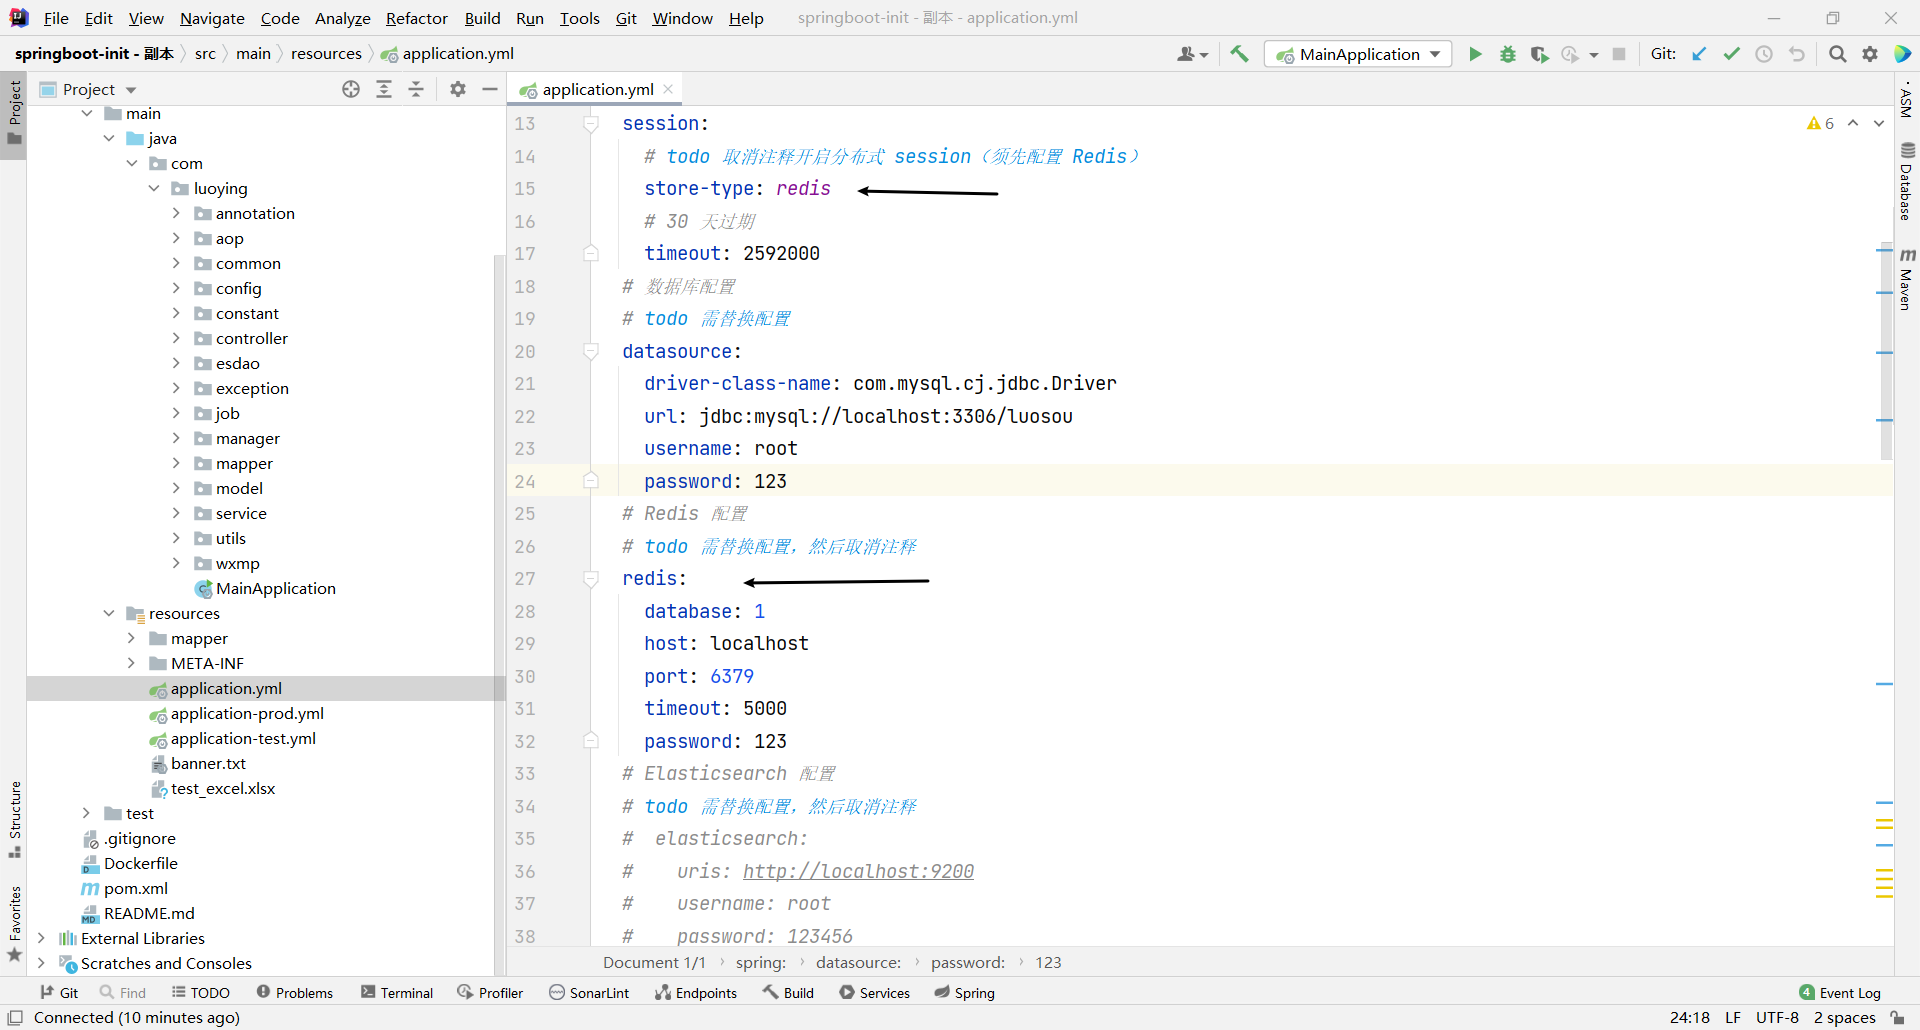 File Edit View Navigate Code Analyze Refactor Build Run Tools Git Window Help springboot-init - 副本 - application.yml
springboot-init - 副本 src main resources application.yml MainApplication Git:
Project application.yml
main
java
com
luoying
annotation
aop
common
config
constant
controller
esdao
exception
job
manager
mapper
model
service
utils
wxmp
MainApplication
resources
mapper
META-INF
application.yml
application-prod.yml
application-test.yml
banner.txt
test_excel.xlsx
test
.gitignore
Dockerfile
pom.xml
README.md
External Libraries
Scratches and Consoles
Project
Structure
Favorites
13 session:
14 # todo 取消注释开启分布式 session（须先配置 Redis）
15 store-type: redis
16 # 30 天过期
17 timeout: 2592000
18 # 数据库配置
19 # todo 需替换配置
20 datasource:
21 driver-class-name: com.mysql.cj.jdbc.Driver
22 url: jdbc:mysql://localhost:3306/luosou
23 username: root
24 password: 123
25 # Redis 配置
26 # todo 需替换配置，然后取消注释
27 redis:
28 database: 1
29 host: localhost
30 port: 6379
31 timeout: 5000
32 password: 123
33 # Elasticsearch 配置
34 # todo 需替换配置，然后取消注释
35 # elasticsearch:
36 # uris: http://localhost:9200
37 # username: root
38 # password: 123456
6
ASM
Database
Maven
Document 1/1 spring: datasource: password: 123
Git Find TODO Problems Terminal Profiler SonarLint Endpoints Build Services Spring 4 Event Log
Connected (10 minutes ago) 24:18 LF UTF-8 2 spaces